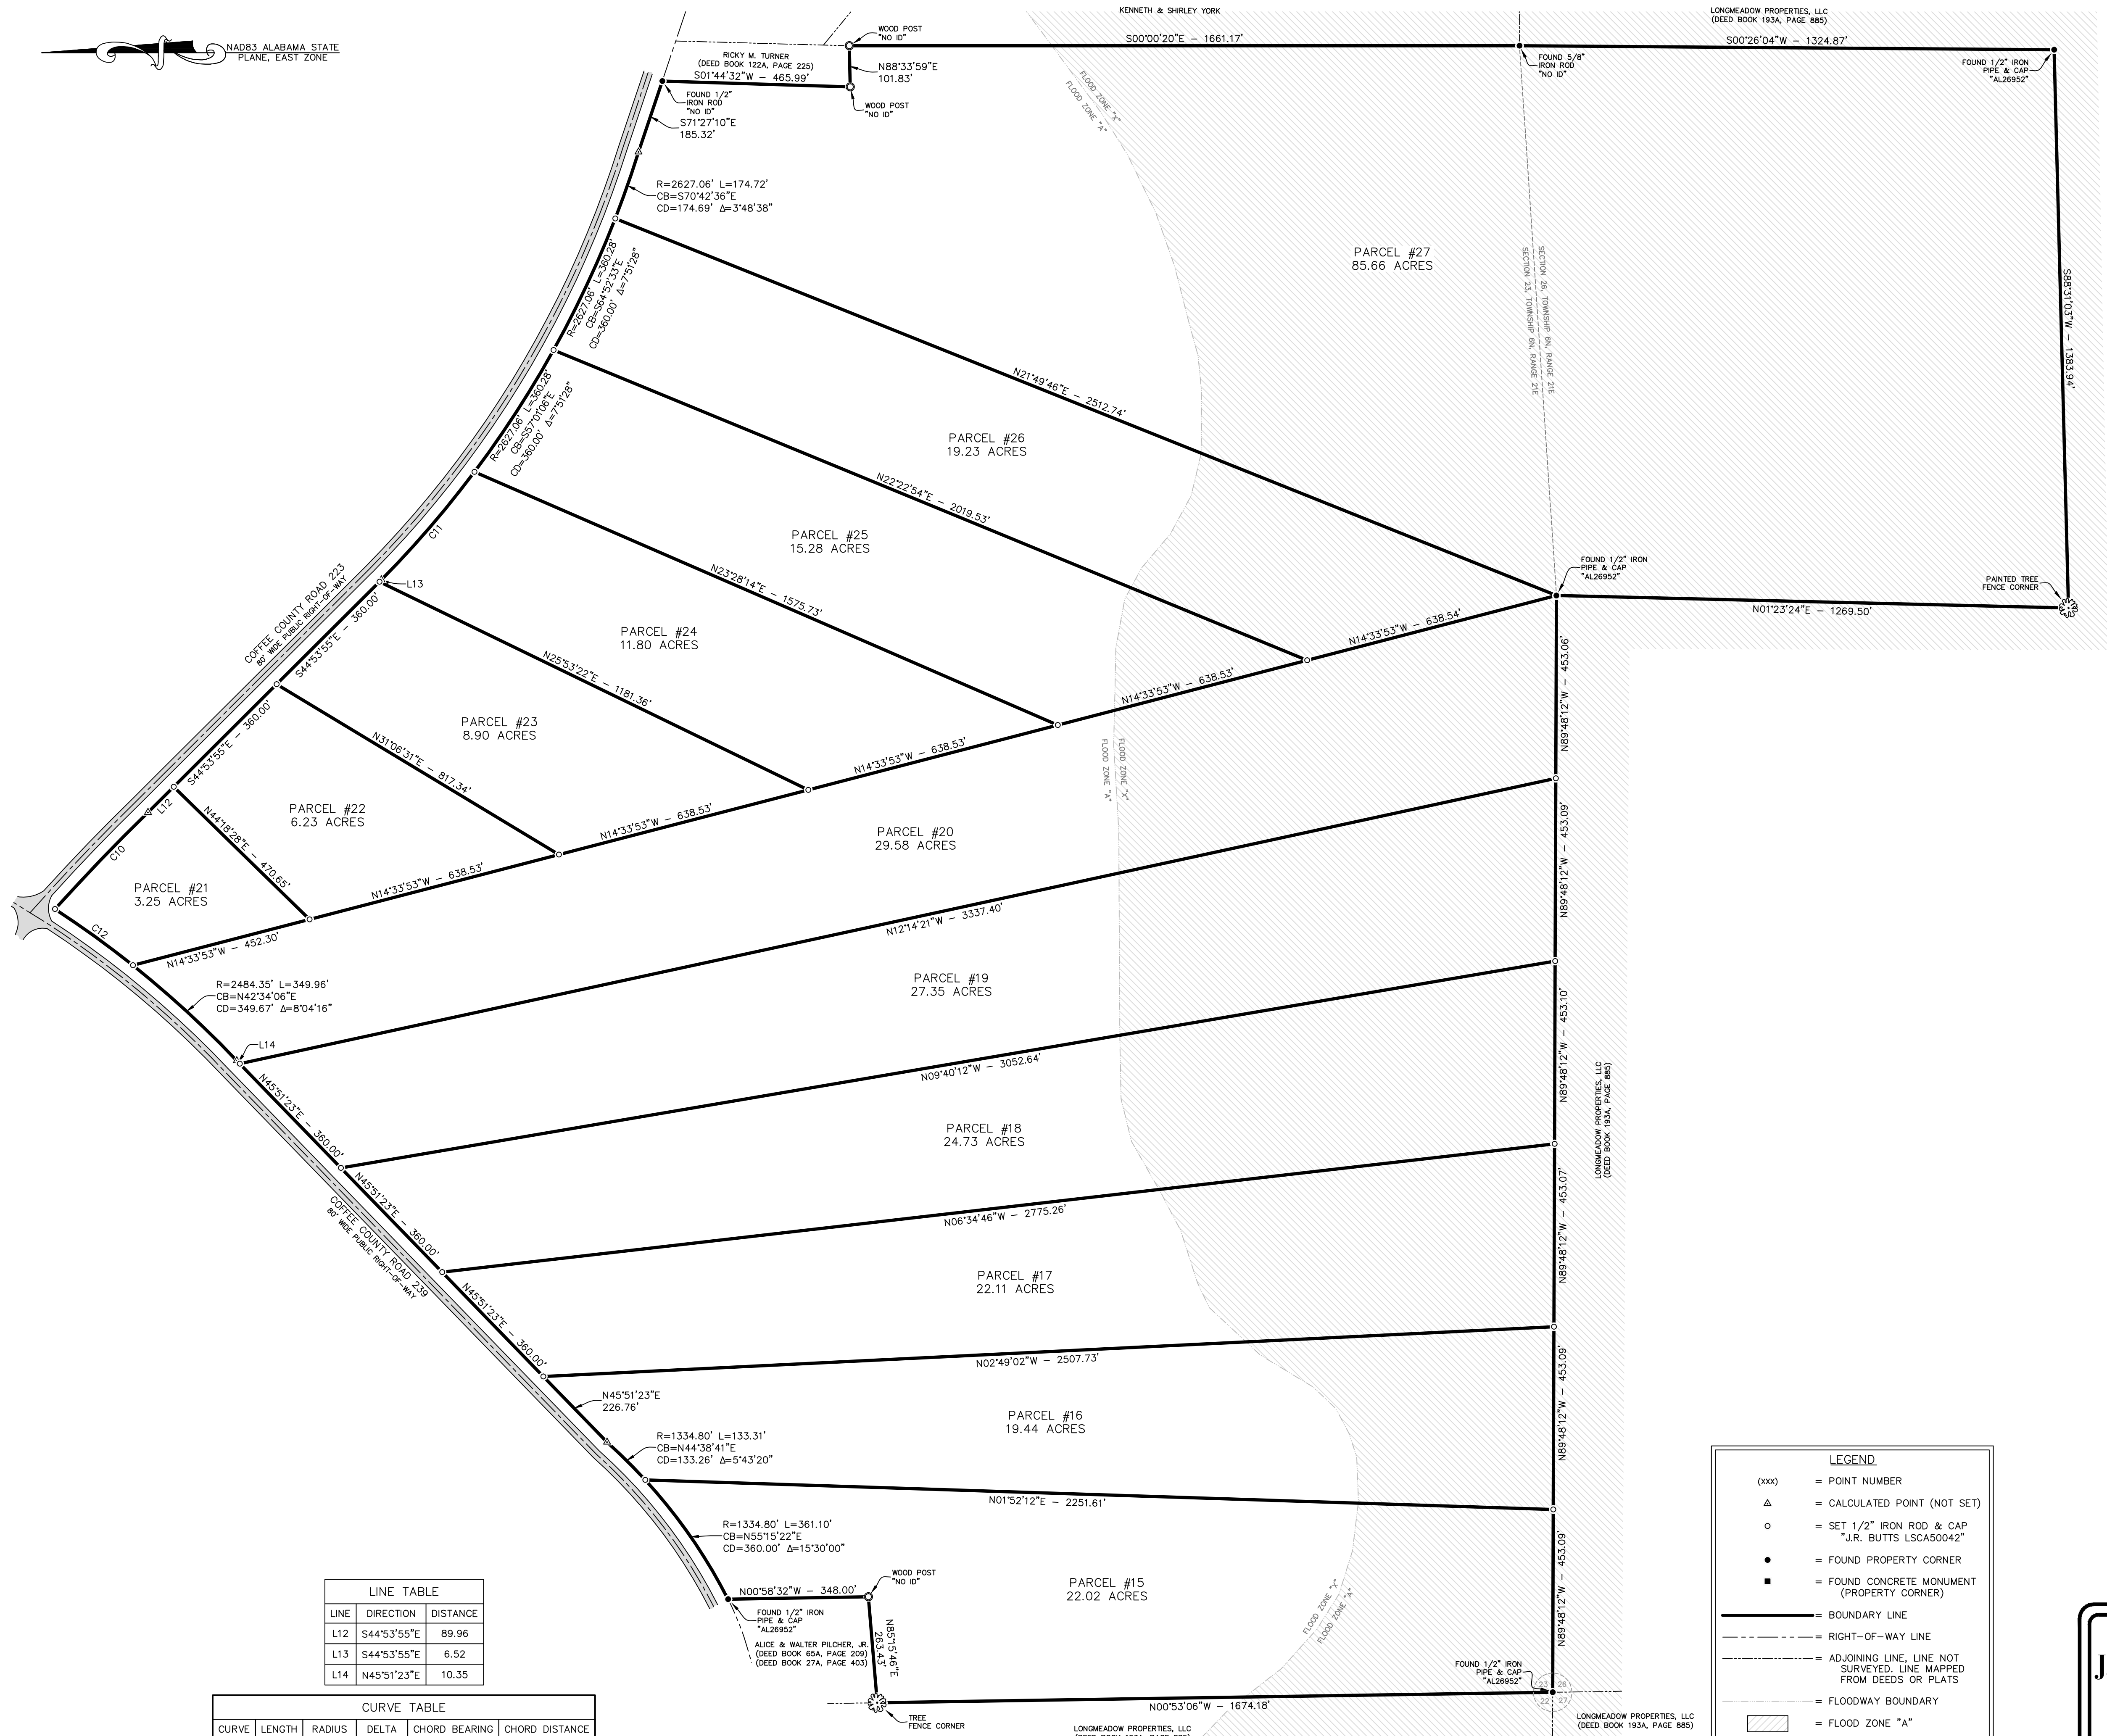 NAD83 ALABAMA STATE
PLANE, EAST ZONE
KENNETH & SHIRLEY YORK
LONGMEADOW PROPERTIES, LLC
(DEED BOOK 193A, PAGE 885)
WOOD POST
"NO ID"
S00°00'20"E – 1661.17'
S00°26'04"W – 1324.87'
RICKY M. TURNER
(DEED BOOK 122A, PAGE 225)
S01°44'32"W – 465.99'
N88°33'59"E
101.83'
FOUND 5/8"
IRON ROD
"NO ID"
FOUND 1/2" IRON
PIPE & CAP
"AL26952"
FOUND 1/2"
IRON ROD
"NO ID"
WOOD POST
"NO ID"
FLOOD ZONE "X"
FLOOD ZONE "A"
S71°27'10"E
185.32'
R=2627.06' L=174.72'
CB=S70°42'36"E
CD=174.69' Δ=3°48'38"
PARCEL #27
85.66 ACRES
SECTION 26, TOWNSHIP 6N, RANGE 21E
SECTION 23, TOWNSHIP 6N, RANGE 21E
S88°31'03"W – 1383.94'
R=2627.06' L=360.28'
CB=S64°52'33"E
CD=360.00' Δ=7°51'28"
N21°49'46"E – 2512.74'
R=2627.06' L=360.28'
CB=S57°01'06"E
CD=360.00' Δ=7°51'28"
PARCEL #26
19.23 ACRES
N22°22'54"E – 2019.53'
C11
PARCEL #25
15.28 ACRES
N23°28'14"E – 1575.73'
FOUND 1/2" IRON
PIPE & CAP
"AL26952"
PAINTED TREE
FENCE CORNER
N01°23'24"E – 1269.50'
L13
COFFEE COUNTY ROAD 223
80' WIDE PUBLIC RIGHT-OF-WAY
S44°53'55"E – 360.00'
PARCEL #24
11.80 ACRES
N14°33'53"W – 638.54'
N89°48'12"W – 453.06'
N25°53'22"E – 1181.36'
N14°33'53"W – 638.53'
S44°53'55"E – 360.00'
PARCEL #23
8.90 ACRES
N31°06'31"E – 817.34'
N14°33'53"W – 638.53'
FLOOD ZONE "X"
FLOOD ZONE "A"
L12
N44°18'28"E – 470.65'
PARCEL #22
6.23 ACRES
N14°33'53"W – 638.53'
PARCEL #20
29.58 ACRES
N89°48'12"W – 453.09'
C10
PARCEL #21
3.25 ACRES
N14°33'53"W – 638.53'
N12°14'21"W – 3337.40'
C12
N14°33'53"W – 452.30'
R=2484.35' L=349.96'
CB=N42°34'06"E
CD=349.67' Δ=8°04'16"
PARCEL #19
27.35 ACRES
N89°48'12"W – 453.10'
L14
N09°40'12"W – 3052.64'
N45°51'23"E – 360.00'
LONGMEADOW PROPERTIES, LLC
(DEED BOOK 193A, PAGE 885)
PARCEL #18
24.73 ACRES
N45°51'23"E – 360.00'
COFFEE COUNTY ROAD 239
80' WIDE PUBLIC RIGHT-OF-WAY
N06°34'46"W – 2775.26'
N89°48'12"W – 453.07'
PARCEL #17
22.11 ACRES
N45°51'23"E – 360.00'
N02°49'02"W – 2507.73'
N89°48'12"W – 453.09'
N45°51'23"E
226.76'
PARCEL #16
19.44 ACRES
R=1334.80' L=133.31'
CB=N44°38'41"E
CD=133.26' Δ=5°43'20"
N01°52'12"E – 2251.61'
R=1334.80' L=361.10'
CB=N55°15'22"E
CD=360.00' Δ=15°30'00"
N89°48'12"W – 453.09'
WOOD POST
"NO ID"
N00°58'32"W – 348.00'
PARCEL #15
22.02 ACRES
FLOOD ZONE "X"
FLOOD ZONE "A"
FOUND 1/2" IRON
PIPE & CAP
"AL26952"
ALICE & WALTER PILCHER, JR.
(DEED BOOK 65A, PAGE 209)
(DEED BOOK 27A, PAGE 403)
N85°15'46"E
263.43'
FOUND 1/2" IRON
PIPE & CAP
"AL26952"
23 26
22 27
N00°53'06"W – 1674.18'
TREE
FENCE CORNER
LONGMEADOW PROPERTIES, LLC
(DEED BOOK 193A, PAGE 885)
LONGMEADOW PROPERTIES, LLC
(DEED BOOK 193A, PAGE 885)
LINE TABLE
LINE DIRECTION DISTANCE
L12 S44°53'55"E 89.96
L13 S44°53'55"E 6.52
L14 N45°51'23"E 10.35
CURVE TABLE
CURVE LENGTH RADIUS DELTA CHORD BEARING CHORD DISTANCE
LEGEND
(XXX) = POINT NUMBER
= CALCULATED POINT (NOT SET)
= SET 1/2" IRON ROD & CAP
"J.R. BUTTS LSCA50042"
= FOUND PROPERTY CORNER
= FOUND CONCRETE MONUMENT
(PROPERTY CORNER)
= BOUNDARY LINE
= RIGHT-OF-WAY LINE
= ADJOINING LINE, LINE NOT
SURVEYED. LINE MAPPED
FROM DEEDS OR PLATS
= FLOODWAY BOUNDARY
= FLOOD ZONE "A"
J